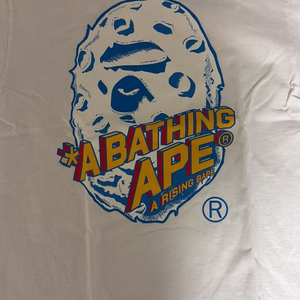 *A BATHING
APE®
A RISING BAPE
®